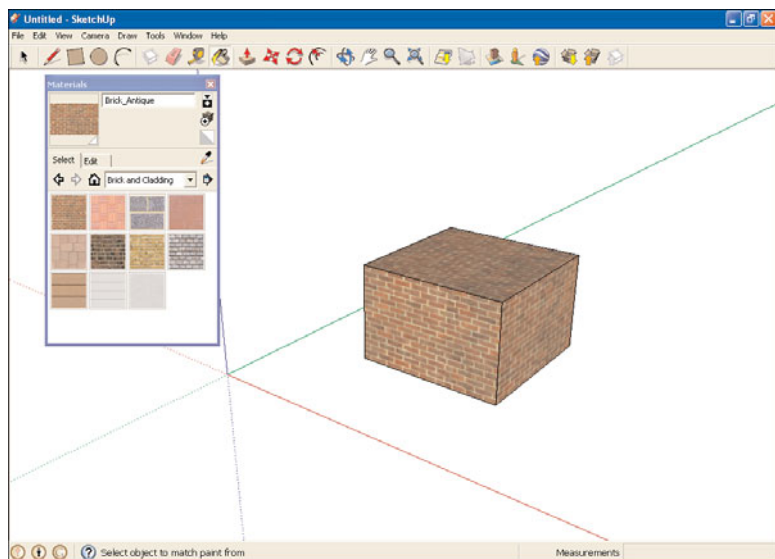 Untitled - SketchUp
File Edit View Camera Draw Tools Window Help
Materials
Brick_Antique
Select Edit
Brick and Cladding
Select object to match paint from
Measurements